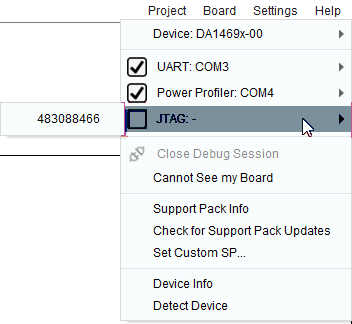 Project Board Settings Help
Device: DA1469x-00
UART: COM3
Power Profiler: COM4
483088466
JTAG: -
Close Debug Session
Cannot See my Board
Support Pack Info
Check for Support Pack Updates
Set Custom SP...
Device Info
Detect Device